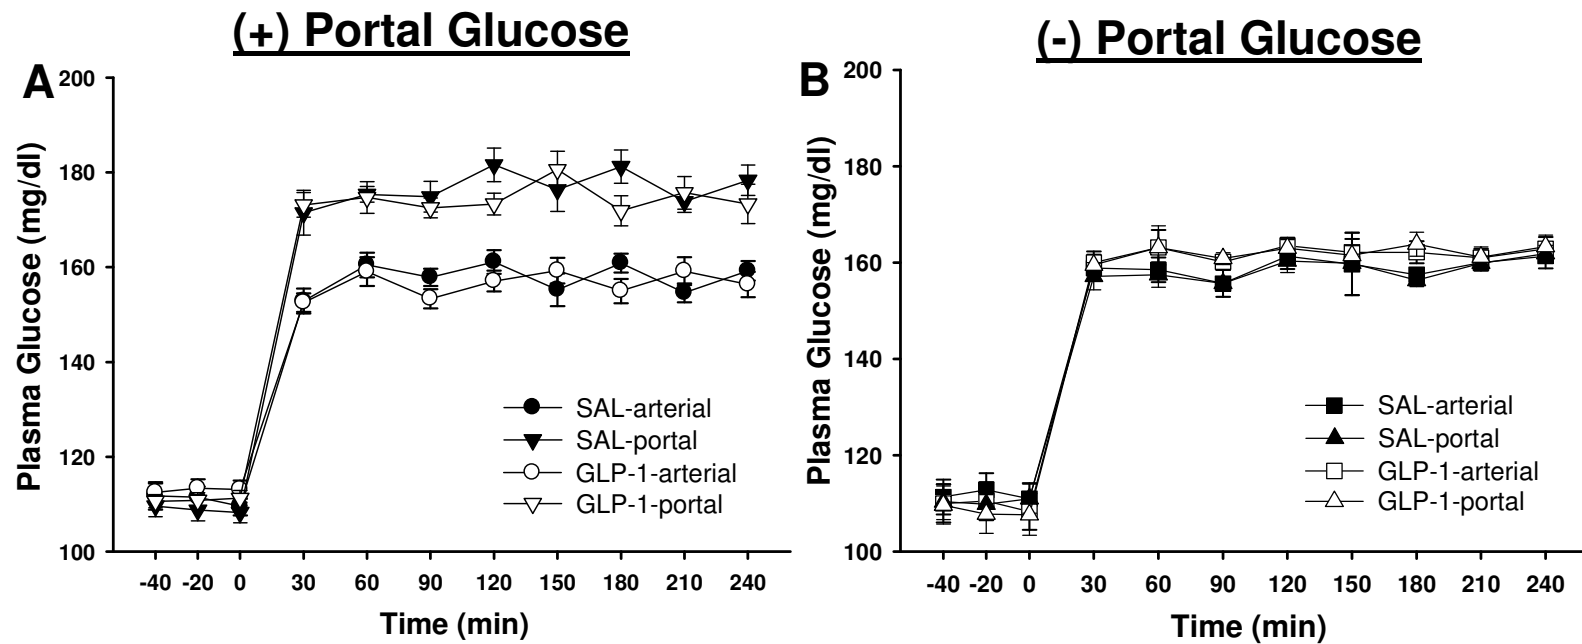 (+) Portal Glucose
A
Plasma Glucose (mg/dl)
200
180
160
140
120
100
SAL-arterial
SAL-portal
GLP-1-arterial
GLP-1-portal
-40 -20 0 30 60 90 120 150 180 210 240
Time (min)
(-) Portal Glucose
B
Plasma Glucose (mg/dl)
200
180
160
140
120
100
SAL-arterial
SAL-portal
GLP-1-arterial
GLP-1-portal
-40 -20 0 30 60 90 120 150 180 210 240
Time (min)